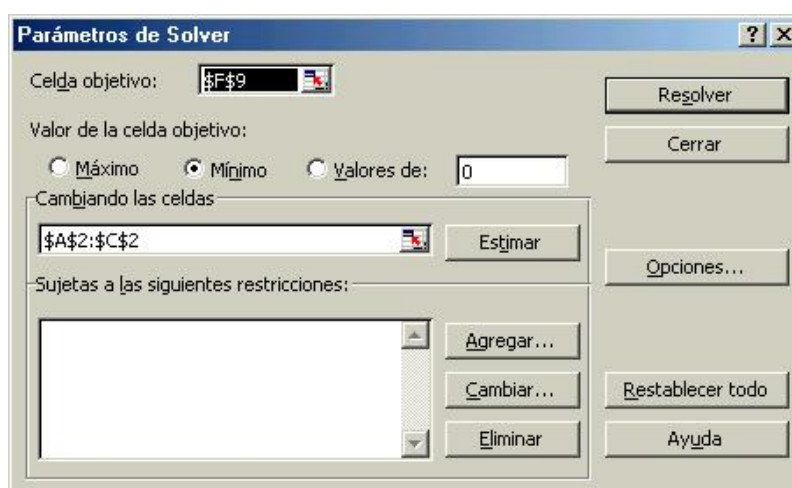 Parámetros de Solver
Celda objetivo: $F$9
Resolver
Valor de la celda objetivo:
Cerrar
Máximo Mínimo Valores de: 0
Cambiando las celdas
$A$2:$C$2 Estimar
Opciones...
Sujetas a las siguientes restricciones:
Agregar...
Cambiar... Restablecer todo
Eliminar Ayuda